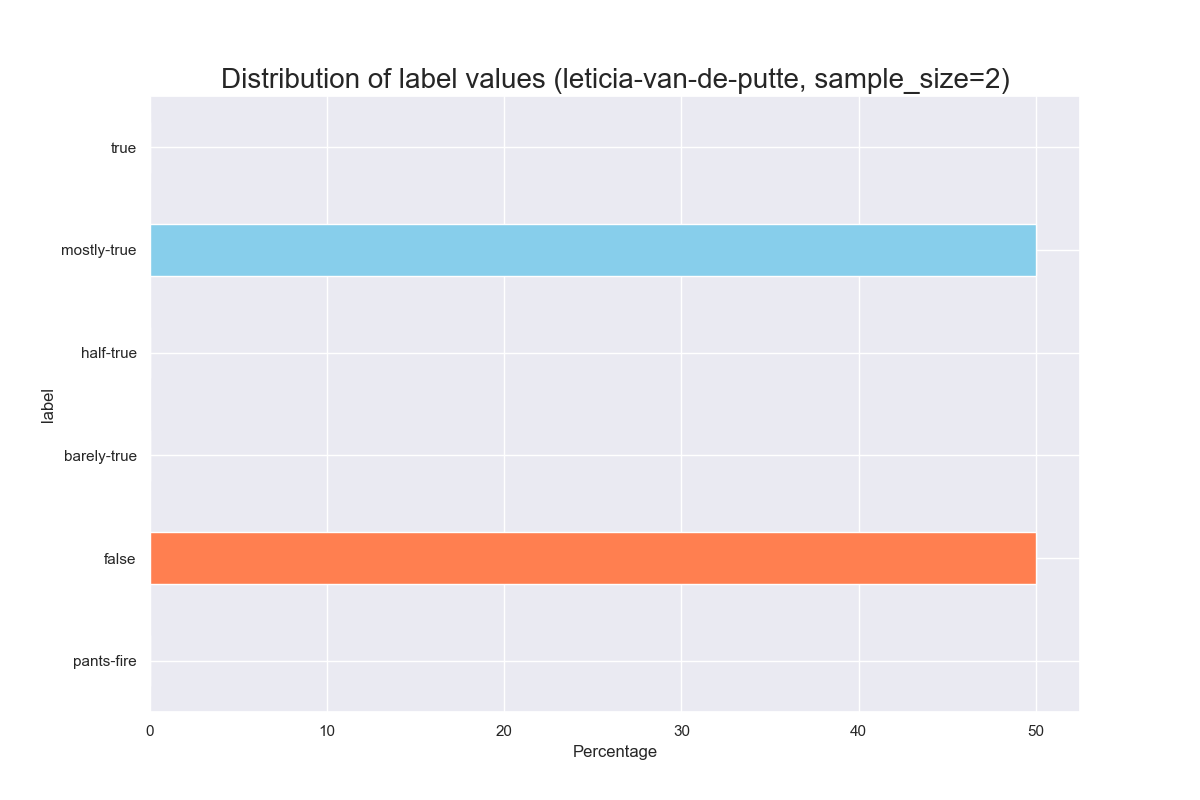 Distribution of label values (leticia-van-de-putte, sample_size=2)
true
mostly-true
half-true
label
barely-true
false
pants-fire
0 10 20 30 40 50
Percentage